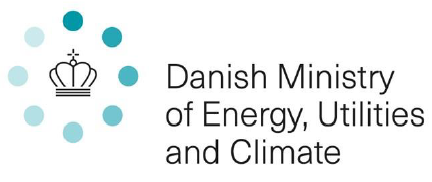 Danish Ministry
of Energy, Utilities
and Climate